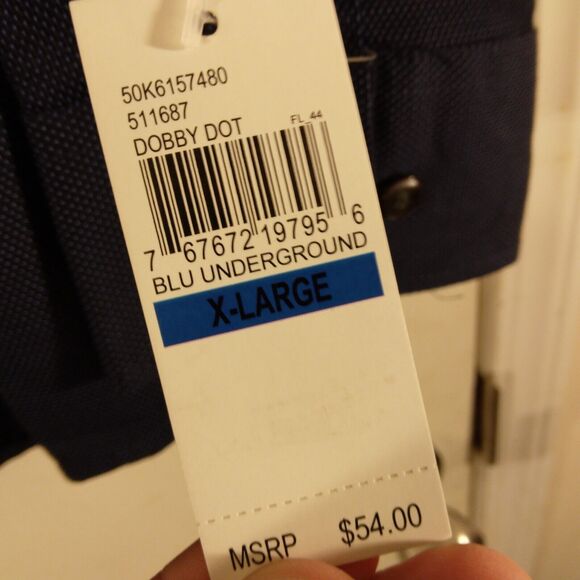 50K6157480
511687
DOBBY DOT
FL_44
7 67672 19795 6
BLU UNDERGROUND
X-LARGE
MSRP $54.00